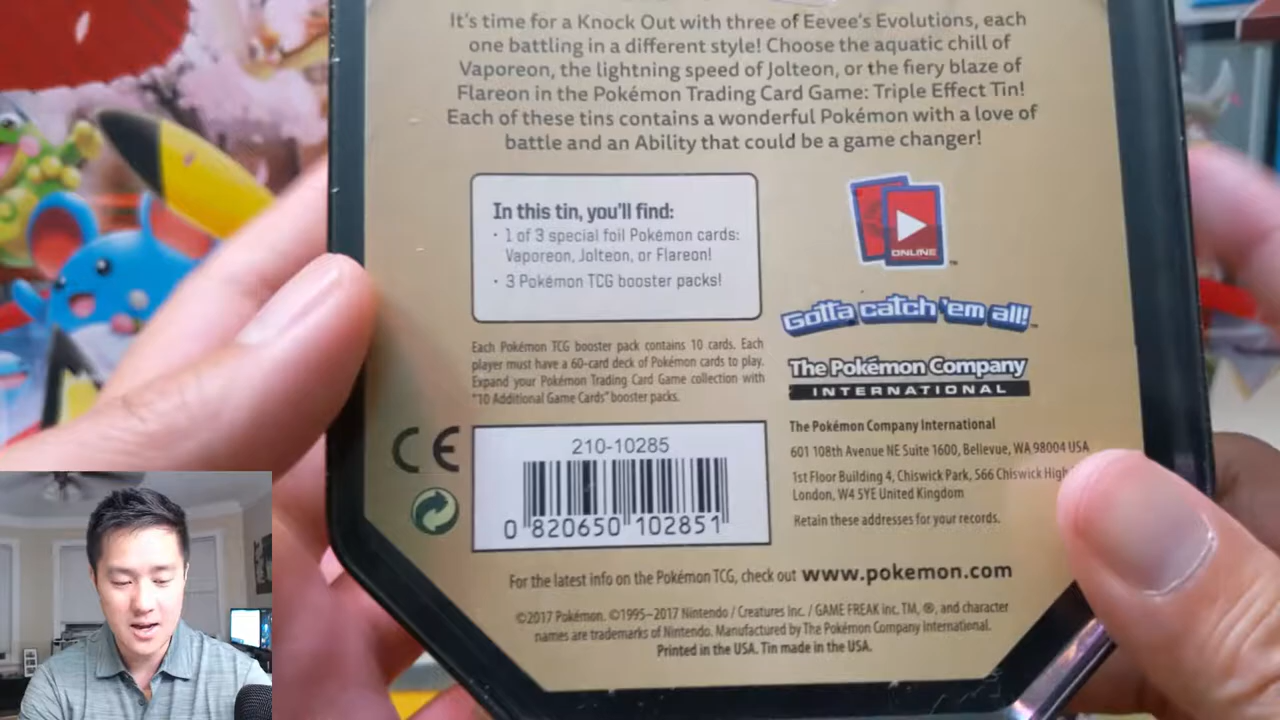 It's time for a Knock Out with three of Eevee's Evolutions, each
one battling in a different style! Choose the aquatic chill of
Vaporeon, the lightning speed of Jolteon, or the fiery blaze of
Flareon in the Pokémon Trading Card Game: Triple Effect Tin!
Each of these tins contains a wonderful Pokémon with a love of
battle and an Ability that could be a game changer!
In this tin, you'll find:
• 1 of 3 special foil Pokémon cards:
Vaporeon, Jolteon, or Flareon!
• 3 Pokémon TCG booster packs!
ONLINE
TM
Gotta catch 'em all!
TM
The Pokémon Company
INTERNATIONAL
Each Pokémon TCG booster pack contains 10 cards. Each
player must have a 60-card deck of Pokémon cards to play.
Expand your Pokémon Trading Card Game collection with
"10 Additional Game Cards" booster packs.
CE
210-10285
0 820650 102851
The Pokémon Company International
601 108th Avenue NE Suite 1600, Bellevue, WA 98004 USA
1st Floor Building 4, Chiswick Park, 566 Chiswick High
London, W4 5YE United Kingdom
Retain these addresses for your records.
For the latest info on the Pokémon TCG, check out www.pokemon.com
©2017 Pokémon. ©1995–2017 Nintendo / Creatures Inc. / GAME FREAK inc. TM, ®, and character
names are trademarks of Nintendo. Manufactured by The Pokémon Company International.
Printed in the USA. Tin made in the USA.